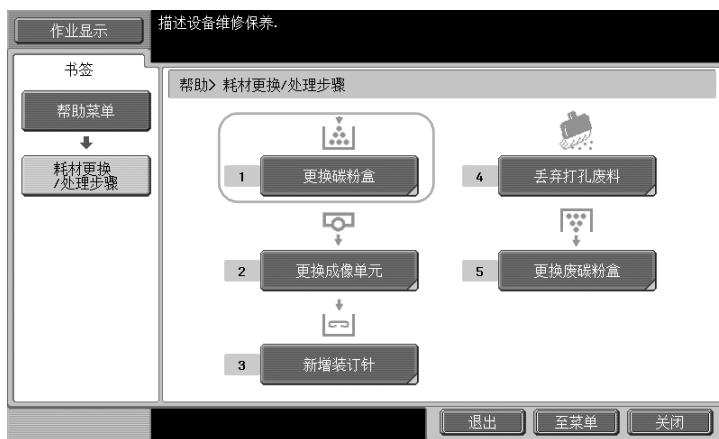 作业显示
描述设备维修保养.
书签
帮助菜单
耗材更换
/处理步骤
帮助> 耗材更换/处理步骤
1 更换碳粉盒
2 更换成像单元
3 新增装订针
4 丢弃打孔废料
5 更换废碳粉盒
退出
至菜单
关闭